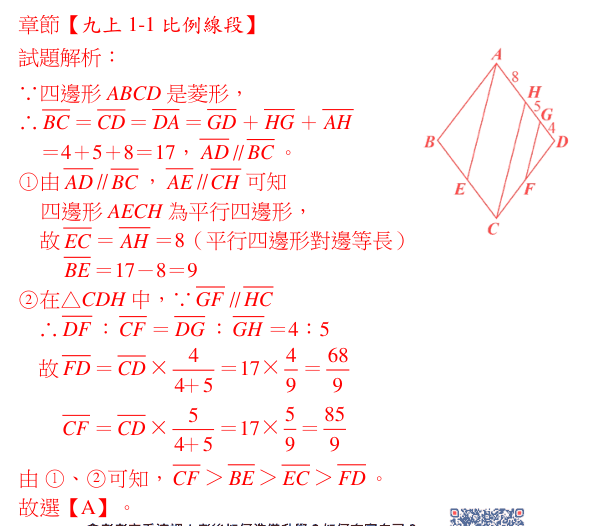 章節【九上 1-1 比例線段】
試題解析：
∵四邊形 ABCD 是菱形，
∴ BC = CD = DA = GD + HG + AH
=4+5+8=17， AD // BC 。
①由 AD // BC ， AE // CH 可知
四邊形 AECH 為平行四邊形，
故 EC = AH =8（平行四邊形對邊等長）
BE =17-8=9
②在△CDH 中，∵ GF // HC
∴ DF ： CF = DG ： GH =4：5
故 FD = CD × 4/(4+5) =17× 4/9 = 68/9
CF = CD × 5/(4+5) =17× 5/9 = 85/9
由 ①、②可知， CF > BE > EC > FD 。
故選【A】。
A
8
H
5
G
4
B
D
E
F
C